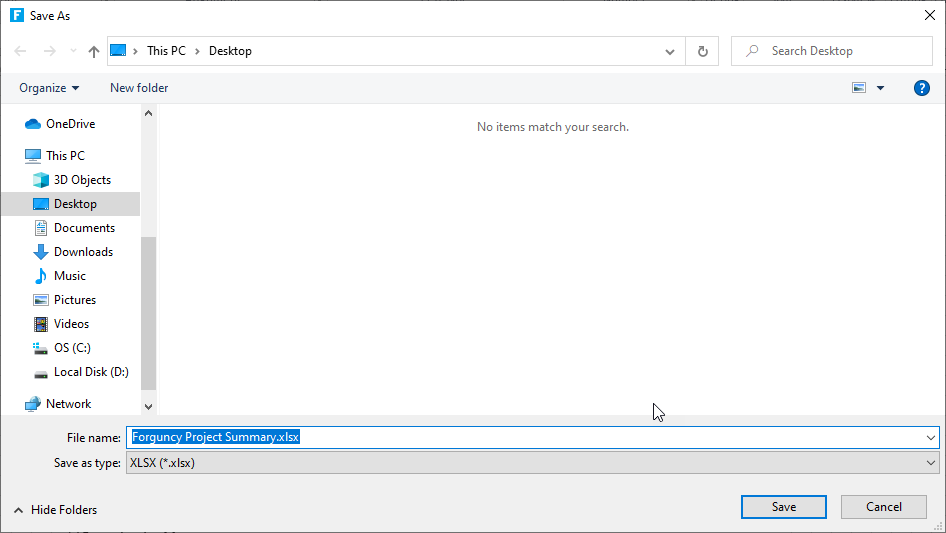 F Save As
This PC Desktop
Search Desktop
Organize
New folder
?
No items match your search.
OneDrive
This PC
3D Objects
Desktop
Documents
Downloads
Music
Pictures
Videos
OS (C:)
Local Disk (D:)
Network
File name: Forguncy Project Summary.xlsx
Save as type: XLSX (*.xlsx)
Hide Folders
Save
Cancel